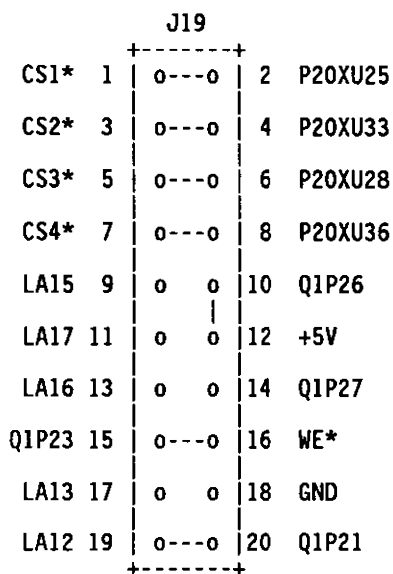 J19
CS1* 1 o---o 2 P20XU25
CS2* 3 o---o 4 P20XU33
CS3* 5 o---o 6 P20XU28
CS4* 7 o---o 8 P20XU36
LA15 9 o o 10 Q1P26
LA17 11 o o 12 +5V
LA16 13 o o 14 Q1P27
Q1P23 15 o---o 16 WE*
LA13 17 o o 18 GND
LA12 19 o---o 20 Q1P21